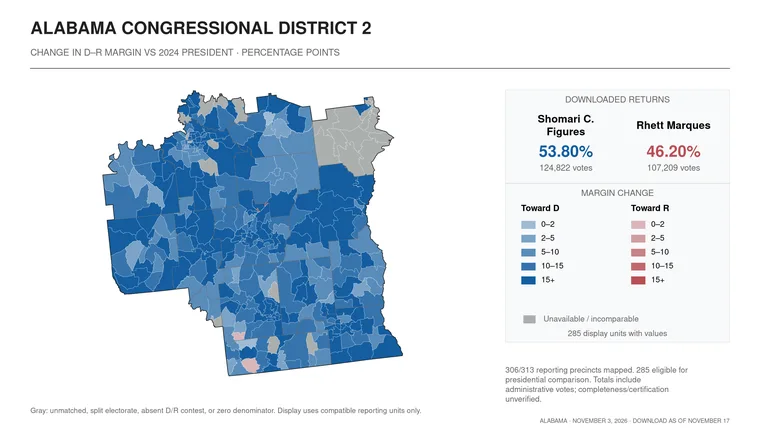 ALABAMA CONGRESSIONAL DISTRICT 2
CHANGE IN D–R MARGIN VS 2024 PRESIDENT · PERCENTAGE POINTS
DOWNLOADED RETURNS
Shomari C.
Figures
53.80%
124,822 votes
Rhett Marques
46.20%
107,209 votes
MARGIN CHANGE
Toward D
0–2
2–5
5–10
10–15
15+
Toward R
0–2
2–5
5–10
10–15
15+
Unavailable / incomparable
285 display units with values
306/313 reporting precincts mapped. 285 eligible for
presidential comparison. Totals include
administrative votes; completeness/certification
unverified.
Gray: unmatched, split electorate, absent D/R contest, or zero denominator. Display uses compatible reporting units only.
ALABAMA · NOVEMBER 3, 2026 · DOWNLOAD AS OF NOVEMBER 17